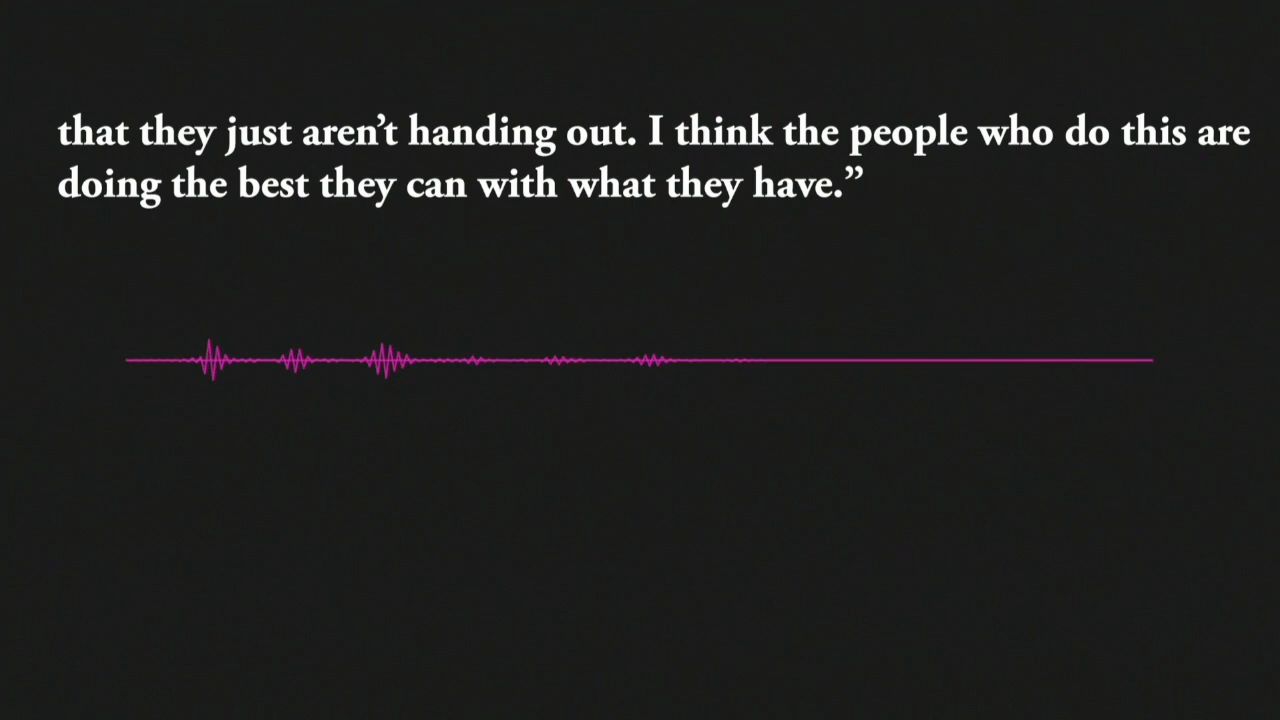 that they just aren’t handing out. I think the people who do this are
doing the best they can with what they have.”